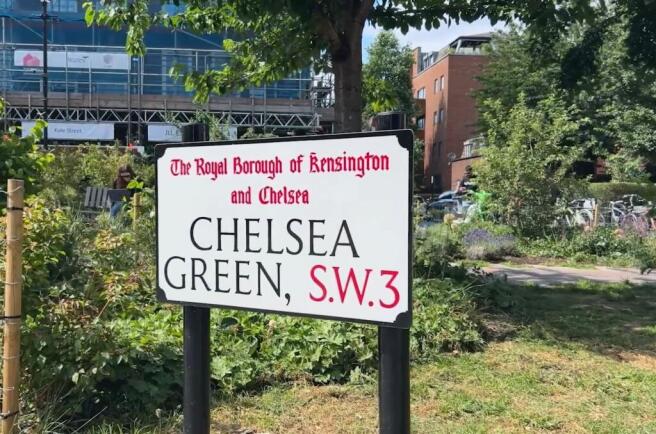 The Royal Borough of Kensington
and Chelsea
CHELSEA
GREEN, S.W.3